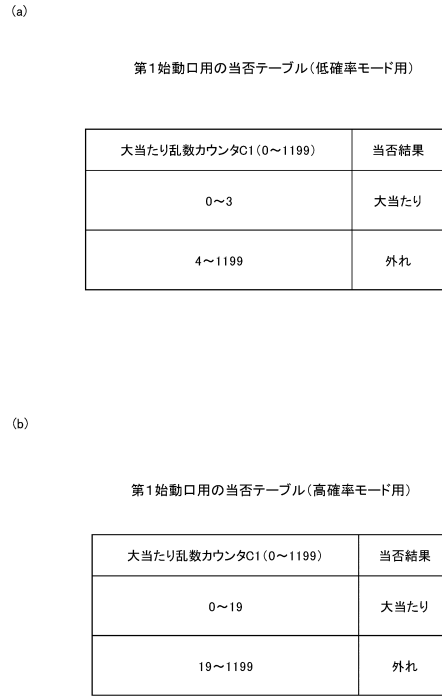 (a)
第1始動口用の当否テーブル(低確率モード用)
大当たり乱数カウンタC1(0～1199) 当否結果
0～3 大当たり
4～1199 外れ
(b)
第1始動口用の当否テーブル(高確率モード用)
大当たり乱数カウンタC1(0～1199) 当否結果
0～19 大当たり
19～1199 外れ